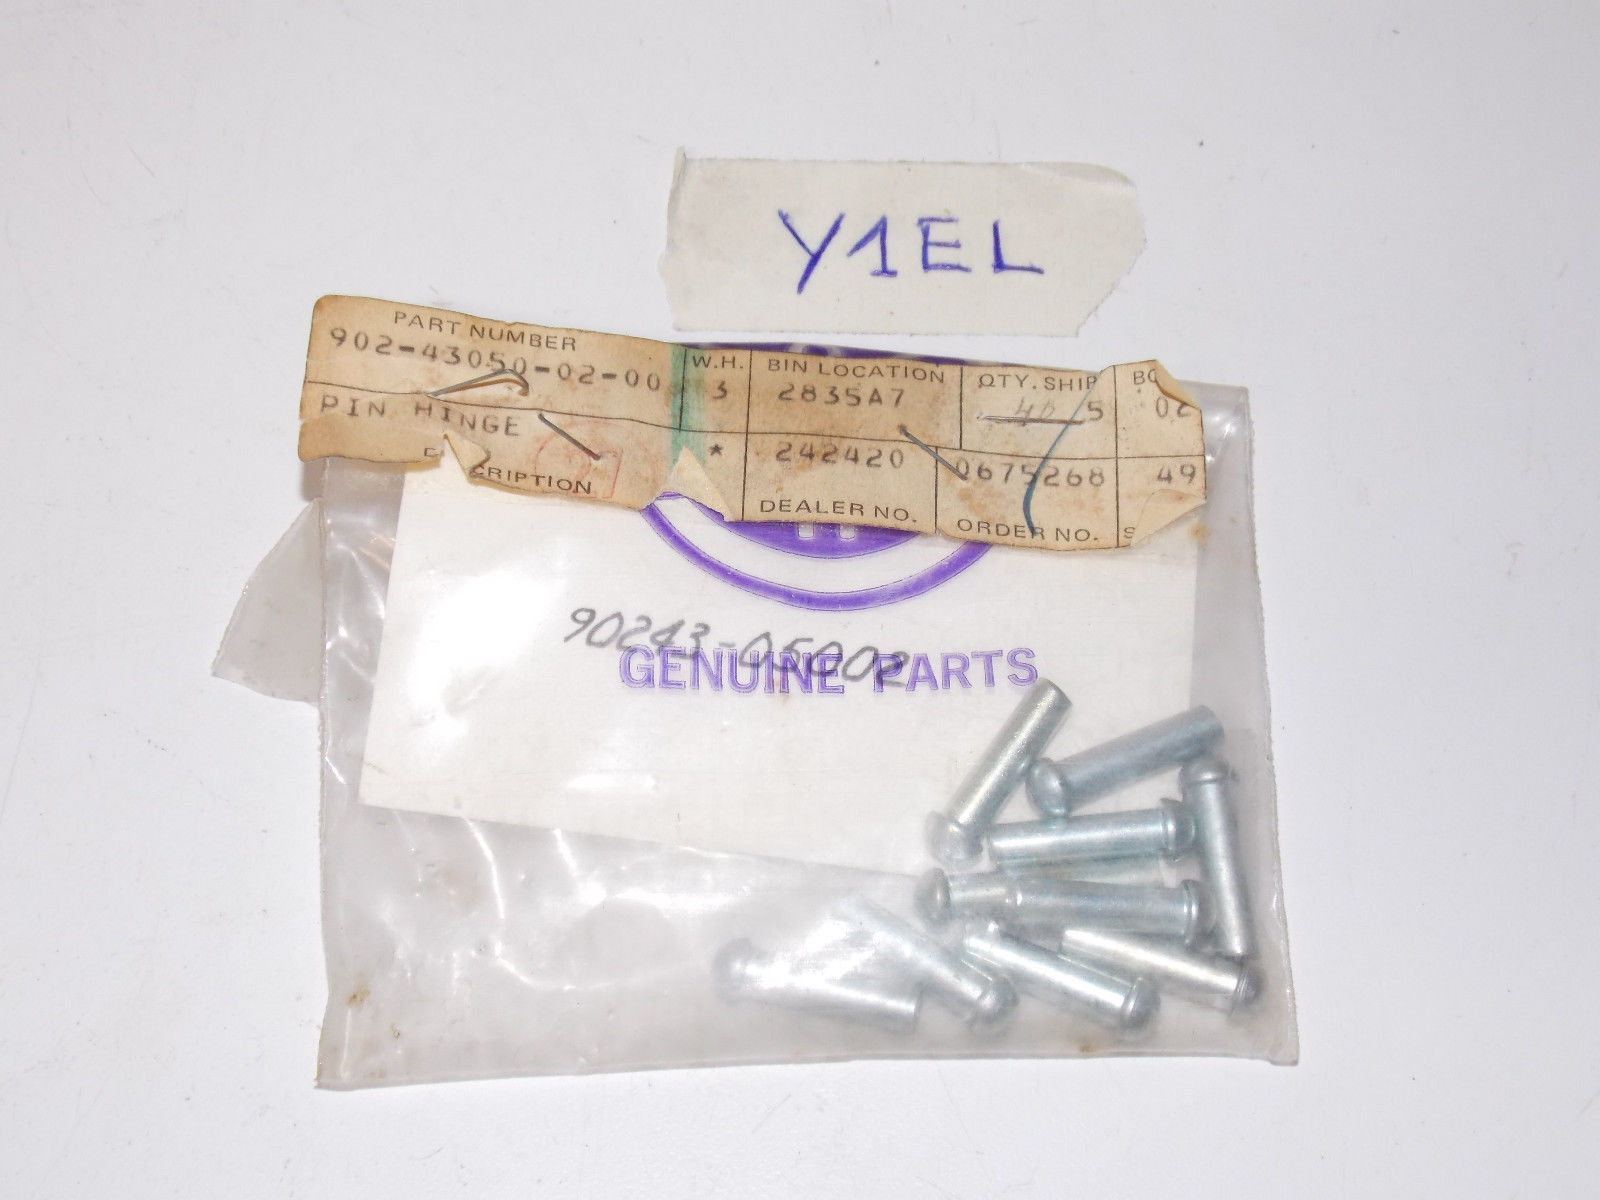 Y1EL
PART NUMBER W.H. BIN LOCATION QTY. SHIP
902-43050-02-00 3 2835A7 5 02
PIN HINGE * 242420 0675268 49
DEALER NO. ORDER NO.
90243-05002
GENUINE PARTS